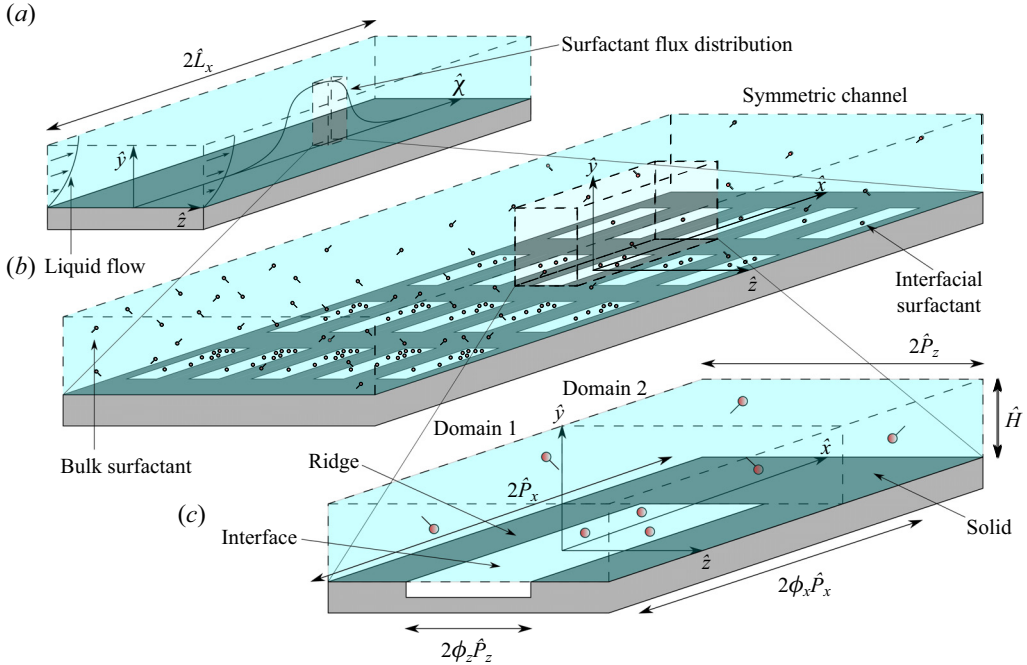 (a)
2L̂x
Surfactant flux distribution
χ̂
ŷ
ẑ
Liquid flow
Symmetric channel
(b)
ŷ
x̂
ẑ
Interfacial
surfactant
Bulk surfactant
2P̂z
Domain 2
Domain 1
ŷ
Ĥ
Ridge
x̂
2P̂x
(c)
Interface
Solid
ẑ
2ϕxP̂x
2ϕzP̂z